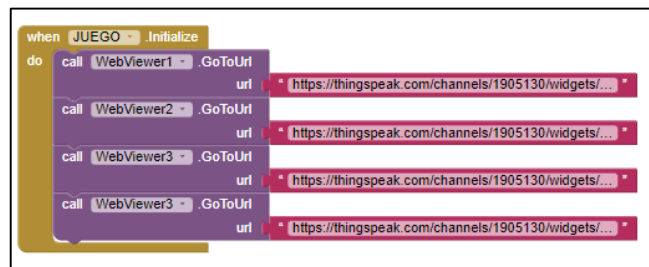 when JUEGO .Initialize
do call WebViewer1 .GoToUrl
url " https://thingspeak.com/channels/1905130/widgets/... "
call WebViewer2 .GoToUrl
url " https://thingspeak.com/channels/1905130/widgets/... "
call WebViewer3 .GoToUrl
url " https://thingspeak.com/channels/1905130/widgets/... "
call WebViewer3 .GoToUrl
url " https://thingspeak.com/channels/1905130/widgets/... "